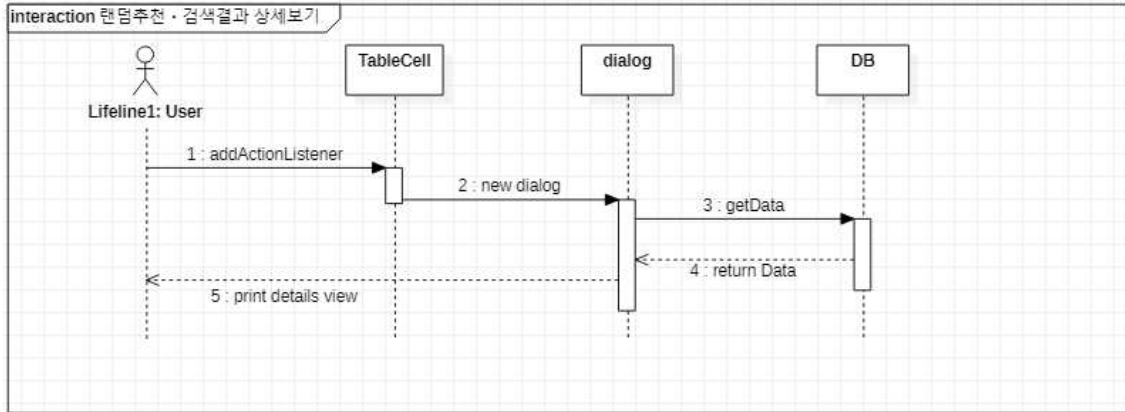 interaction 랜덤추천 · 검색결과 상세보기
TableCell
dialog
DB
Lifeline1: User
1 : addActionListener
2 : new dialog
3 : getData
4 : return Data
5 : print details view